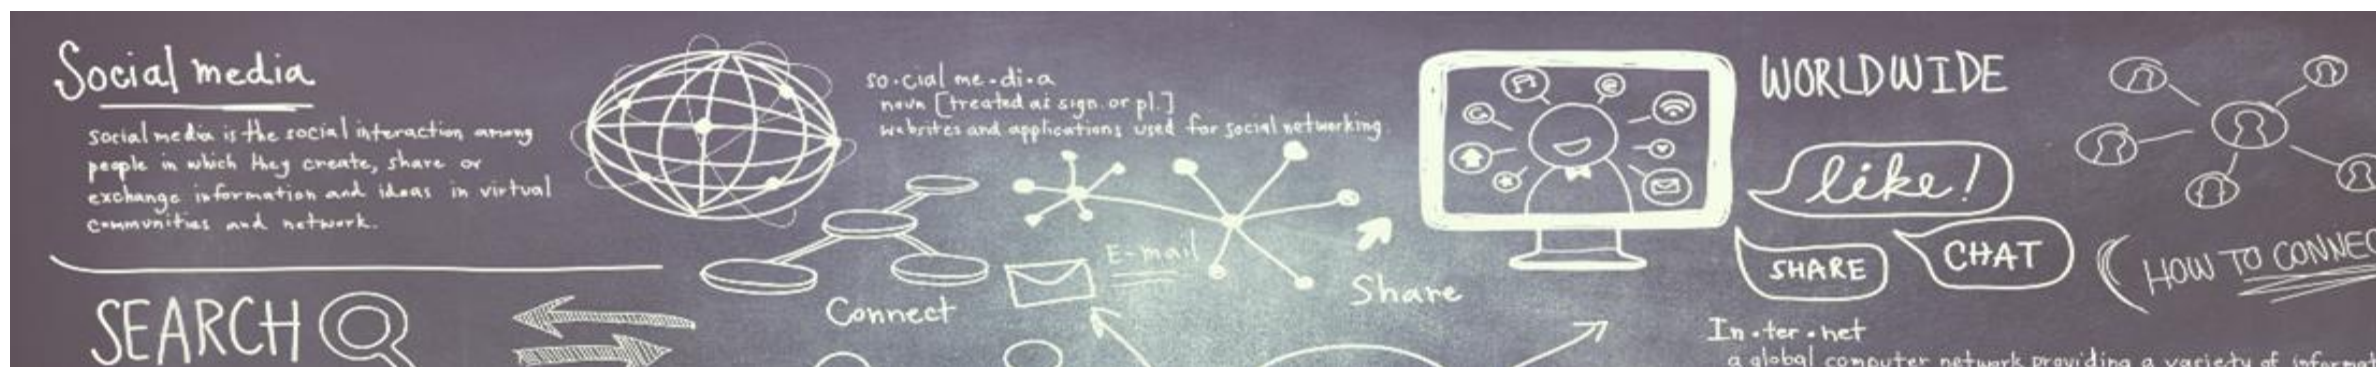 Social media
social media is the social interaction among
people in which they create, share or
exchange information and ideas in virtual
communities and network.
SEARCH
so·cial me·di·a
noun [treated as sign. or pl.]
websites and applications used for social networking.
Connect
E-mail
Share
WORLDWIDE
like!
SHARE
CHAT
HOW TO CONNEC
In·ter·net
a global computer network providing a variety of informat